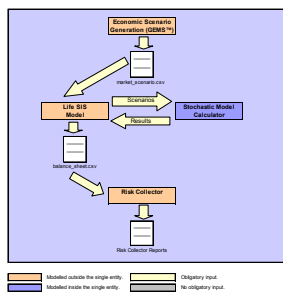 Economic Scenario
Generation (GEMS™)
market_scenario.csv
Life SIS
Model
Scenarios
Results
Stochastic Model
Calculator
balance_sheet.csv
Risk Collector
Risk Collector Reports
Modelled outside the single entity.
Obligatory input.
Modelled inside the single entity.
No obligatory input.